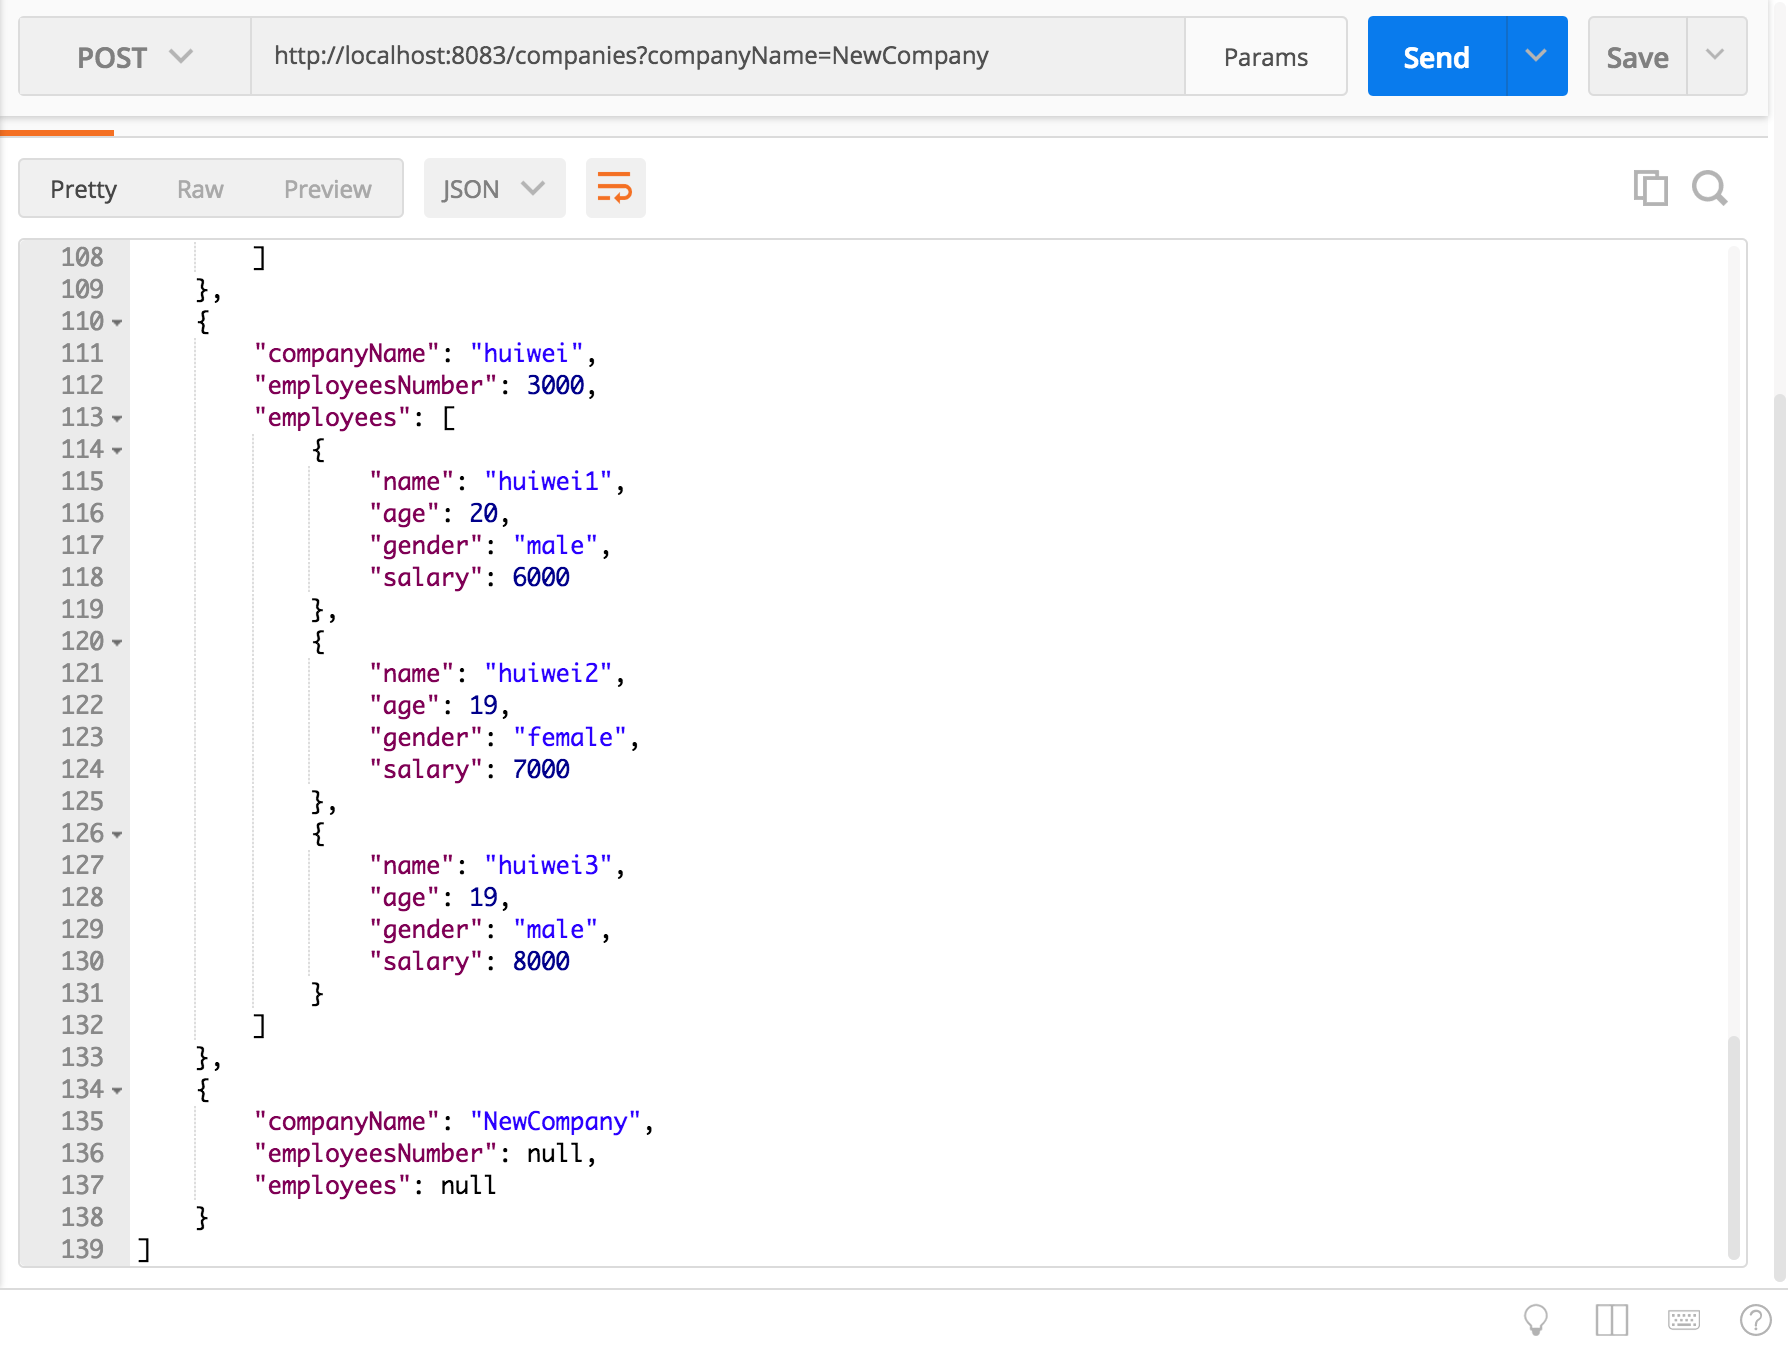 POST http://localhost:8083/companies?companyName=NewCompany Params Send Save
Pretty Raw Preview JSON
108 ]
109 },
110 {
111 "companyName": "huiwei",
112 "employeesNumber": 3000,
113 "employees": [
114 {
115 "name": "huiwei1",
116 "age": 20,
117 "gender": "male",
118 "salary": 6000
119 },
120 {
121 "name": "huiwei2",
122 "age": 19,
123 "gender": "female",
124 "salary": 7000
125 },
126 {
127 "name": "huiwei3",
128 "age": 19,
129 "gender": "male",
130 "salary": 8000
131 }
132 ]
133 },
134 {
135 "companyName": "NewCompany",
136 "employeesNumber": null,
137 "employees": null
138 }
139 ]